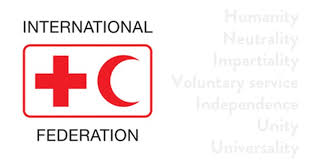 INTERNATIONAL
FEDERATION
Humanity
Neutrality
Impartiality
Voluntary service
Independence
Unity
Universality